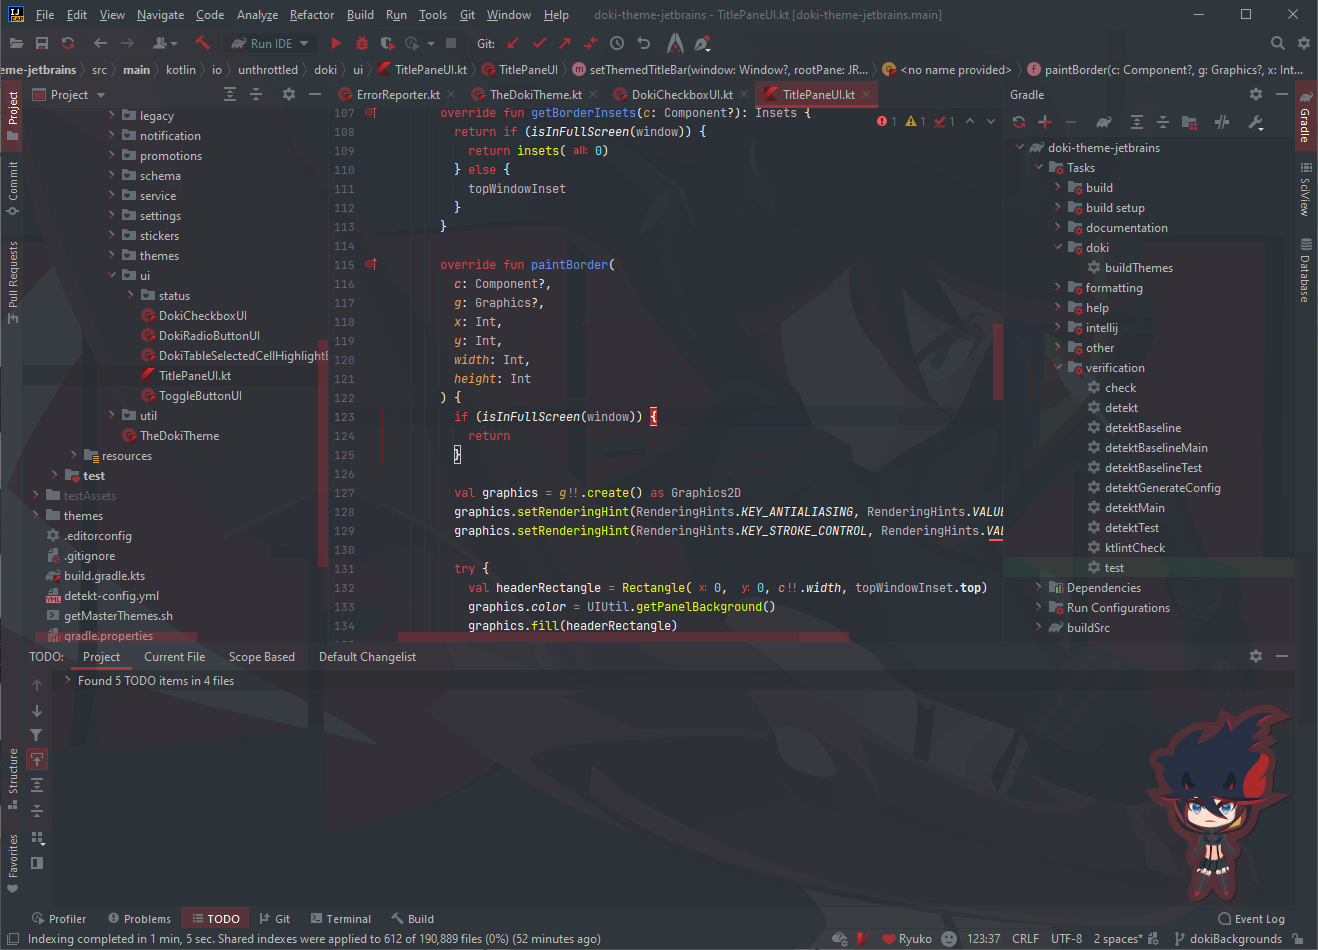 IJ
EAP
File Edit View Navigate Code Analyze Refactor Build Run Tools Git Window Help
doki-theme-jetbrains - TitlePaneUI.kt [doki-theme-jetbrains.main]
Run IDE
Git:
eme-jetbrains src main kotlin io unthrottled doki ui TitlePaneUI.kt TitlePaneUI setThemedTitleBar(window: Window?, rootPane: JR... <no name provided> paintBorder(c: Component?, g: Graphics?, x: Int...
Project
ErrorReporter.kt TheDokiTheme.kt DokiCheckboxUI.kt TitlePaneUI.kt
Gradle
Project
Commit
Pull Requests
Structure
Favorites
legacy
notification
promotions
schema
service
settings
stickers
themes
ui
status
DokiCheckboxUI
DokiRadioButtonUI
DokiTableSelectedCellHighlightB
TitlePaneUI.kt
ToggleButtonUI
util
TheDokiTheme
resources
test
testAssets
themes
.editorconfig
.gitignore
build.gradle.kts
detekt-config.yml
getMasterThemes.sh
gradle.properties
1 1 1
107 override fun getBorderInsets(c: Component?): Insets {
108 return if (isInFullScreen(window)) {
109 return insets( all: 0)
110 } else {
111 topWindowInset
112 }
113 }
114
115 override fun paintBorder(
116 c: Component?,
117 g: Graphics?,
118 x: Int,
119 y: Int,
120 width: Int,
121 height: Int
122 ) {
123 if (isInFullScreen(window)) {
124 return
125 }
126
127 val graphics = g!!.create() as Graphics2D
128 graphics.setRenderingHint(RenderingHints.KEY_ANTIALIASING, RenderingHints.VALUE
129 graphics.setRenderingHint(RenderingHints.KEY_STROKE_CONTROL, RenderingHints.VAL
130
131 try {
132 val headerRectangle = Rectangle( x: 0, y: 0, c!!.width, topWindowInset.top)
133 graphics.color = UIUtil.getPanelBackground()
134 graphics.fill(headerRectangle)
doki-theme-jetbrains
Tasks
build
build setup
documentation
doki
buildThemes
formatting
help
intellij
other
verification
check
detekt
detektBaseline
detektBaselineMain
detektBaselineTest
detektGenerateConfig
detektMain
detektTest
ktlintCheck
test
Dependencies
Run Configurations
buildSrc
Gradle
SciView
Database
TODO: Project Current File Scope Based Default Changelist
Found 5 TODO items in 4 files
Profiler Problems TODO Git Terminal Build Event Log
Indexing completed in 1 min, 5 sec. Shared indexes were applied to 612 of 190,889 files (0%) (52 minutes ago) Ryuko 123:37 CRLF UTF-8 2 spaces* dokiBackgrounds